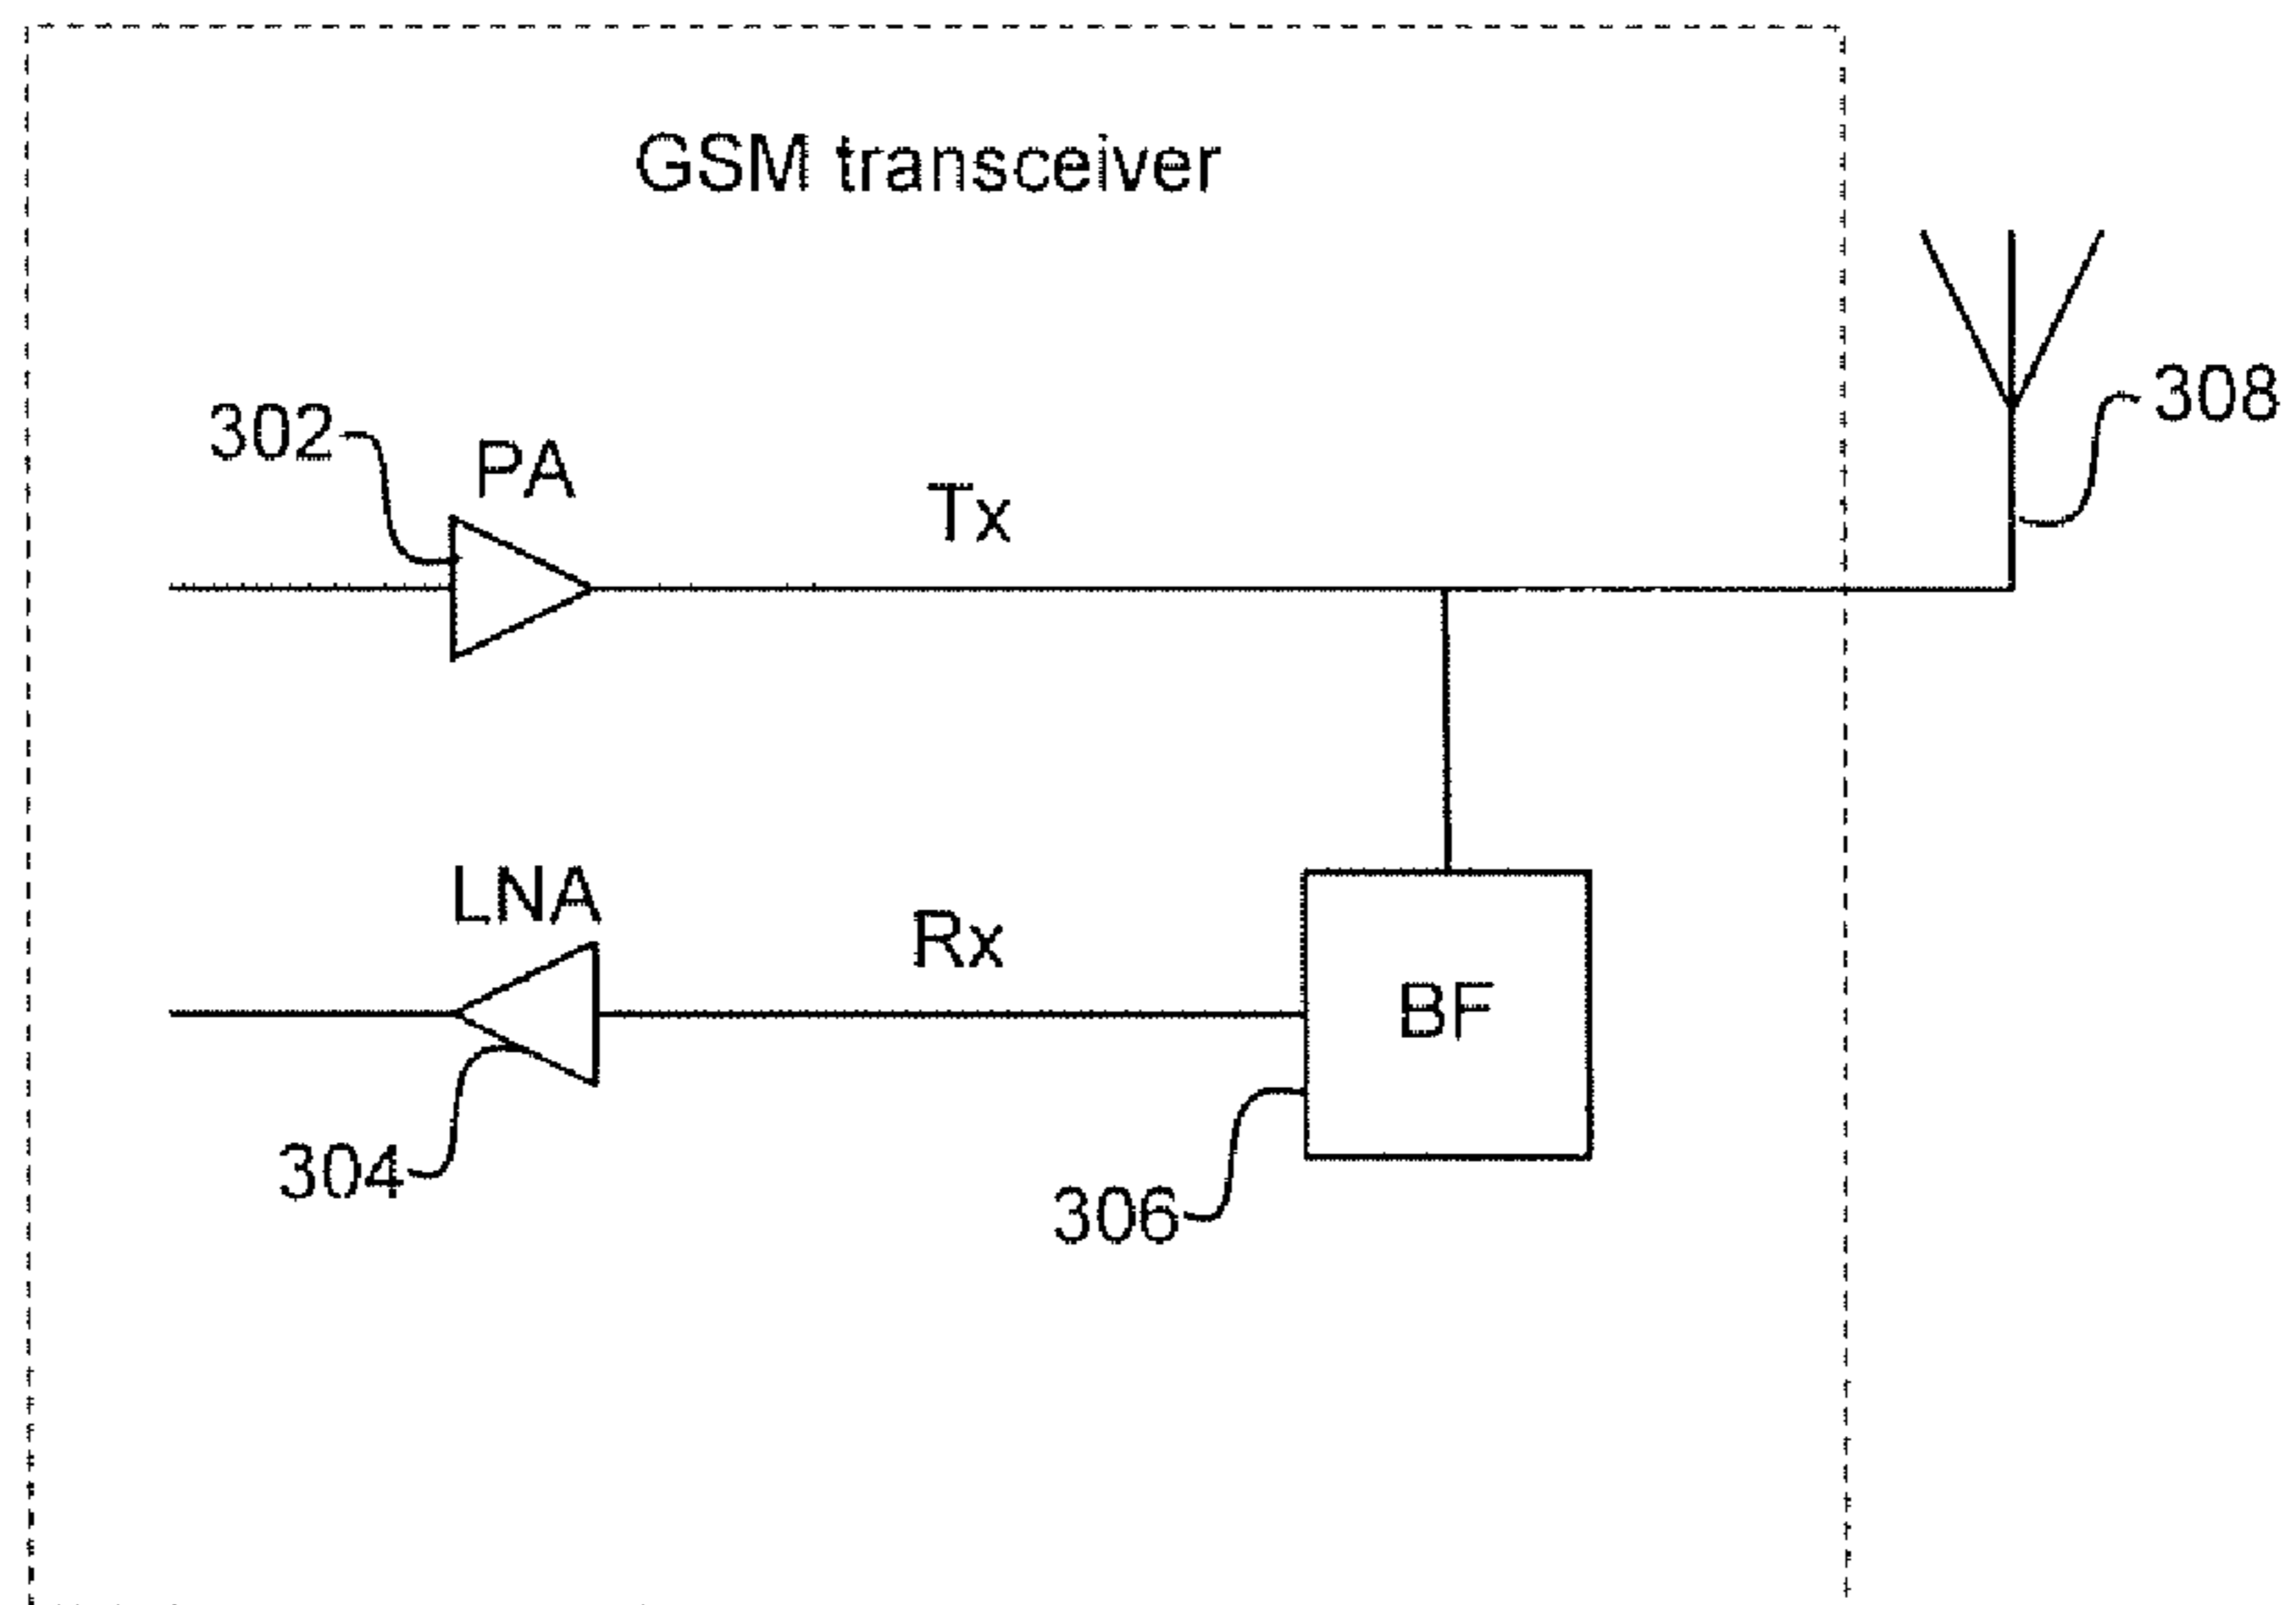 GSM transceiver
308
302
PA
Tx
LNA
Rx
BF
304
306